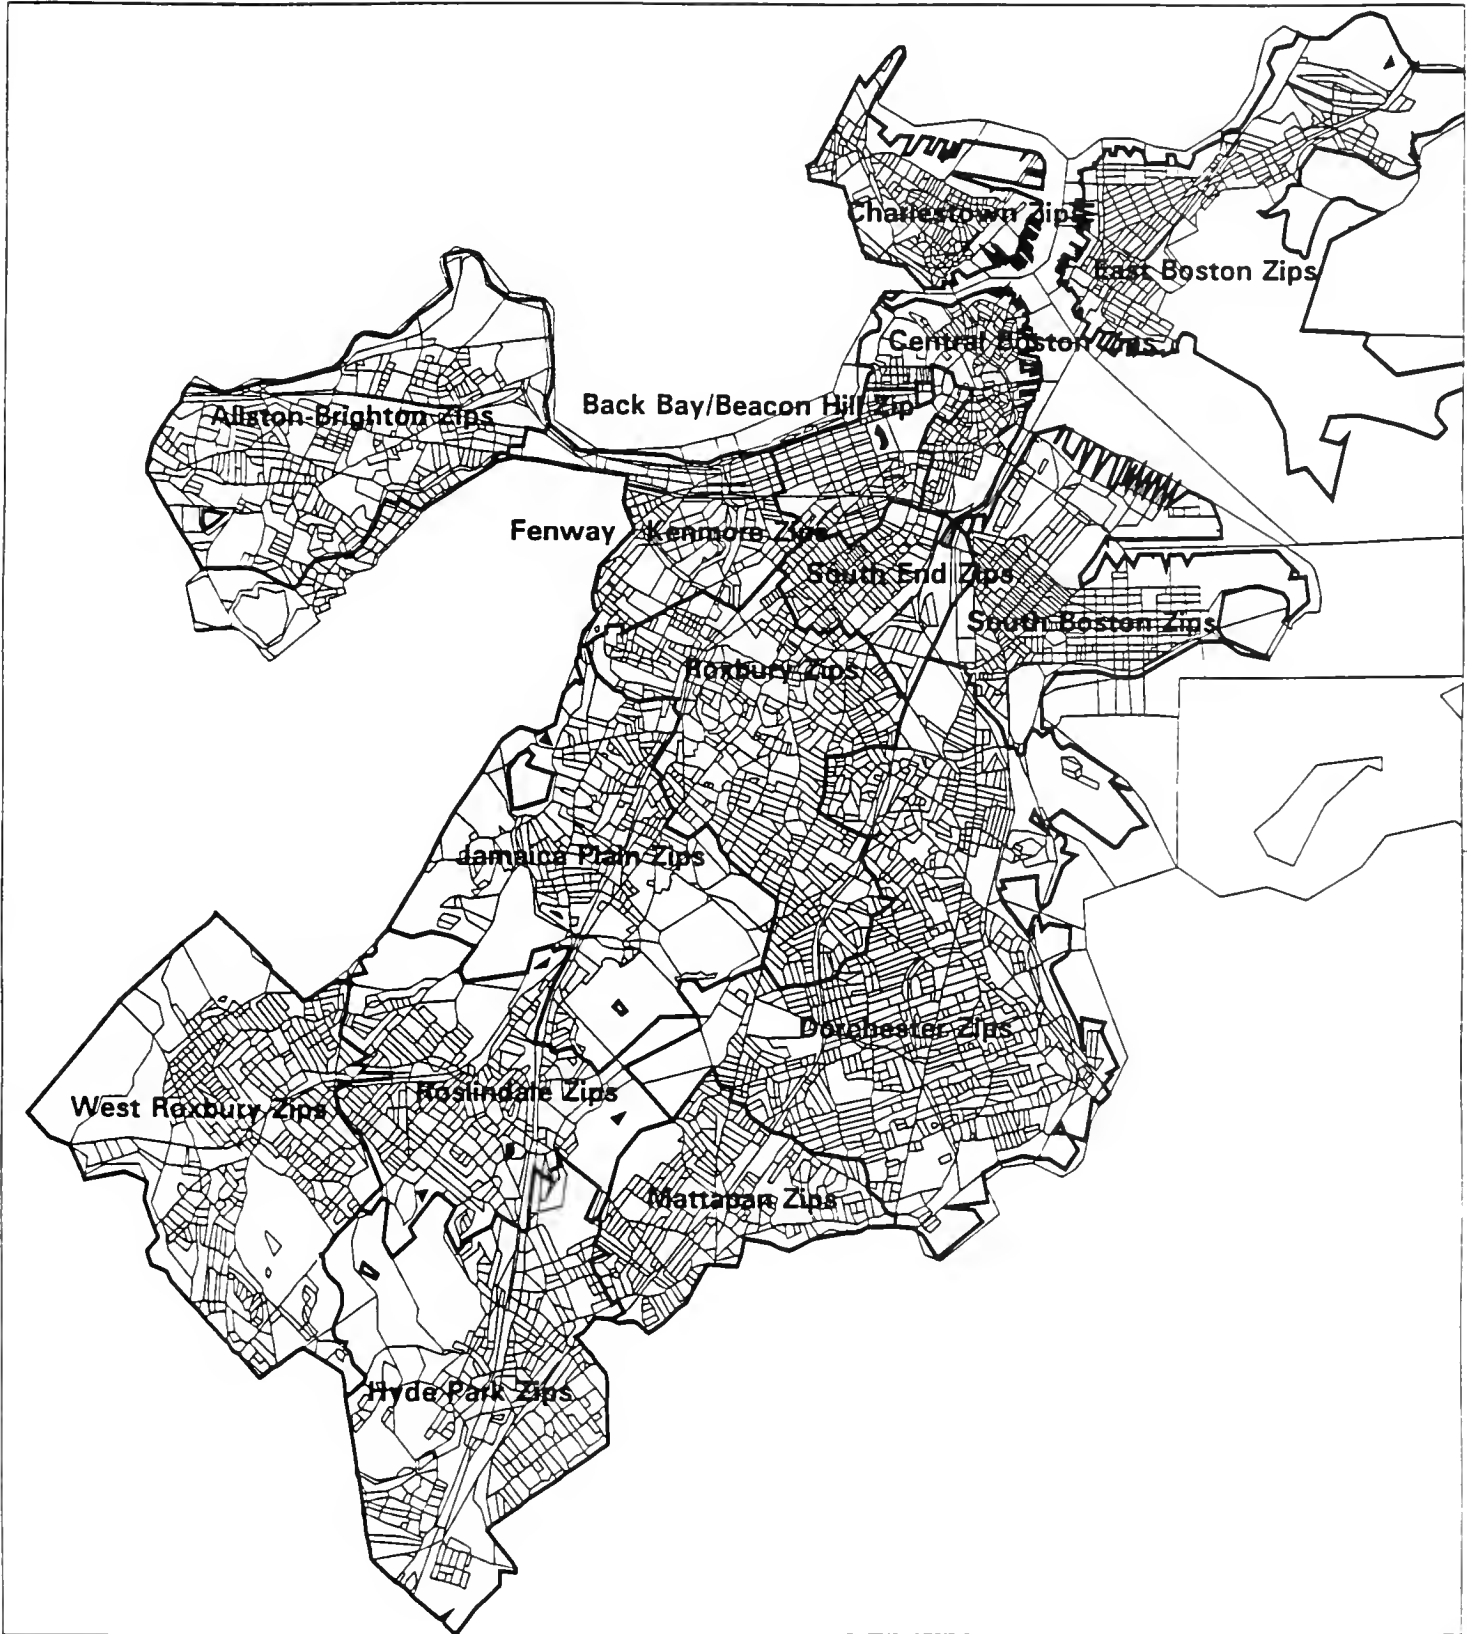 Charlestown Zips
East Boston Zips
Central Boston Zips
Back Bay/Beacon Hill Zip
Allston-Brighton Zips
Fenway / Kenmore Zips
South End Zips
South Boston Zips
Roxbury Zips
Jamaica Plain Zips
Dorchester Zips
Roslindale Zips
West Roxbury Zips
Mattapan Zips
Hyde Park Zips